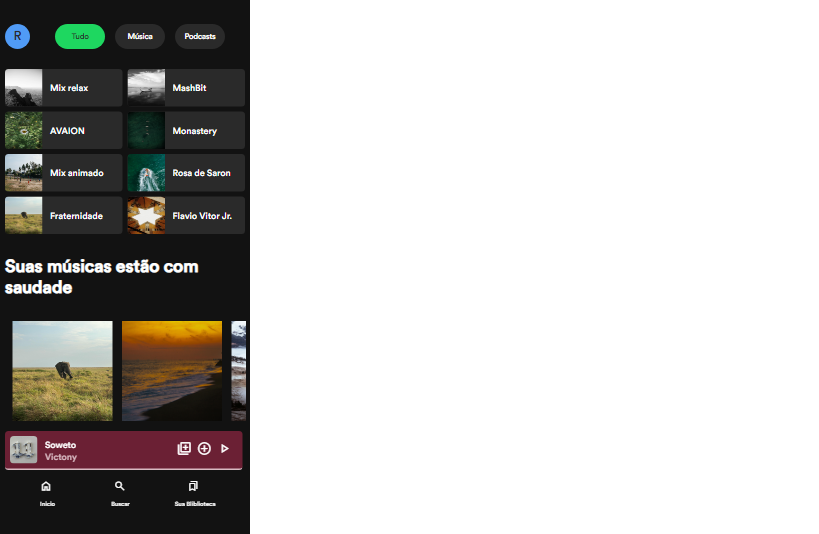 R
Tudo
Música
Podcasts
Mix relax
MashBit
AVAION
Monastery
Mix animado
Rosa de Saron
Fraternidade
Flavio Vitor Jr.
Suas músicas estão com
saudade
Soweto
Victony
Início
Buscar
Sua Biblioteca